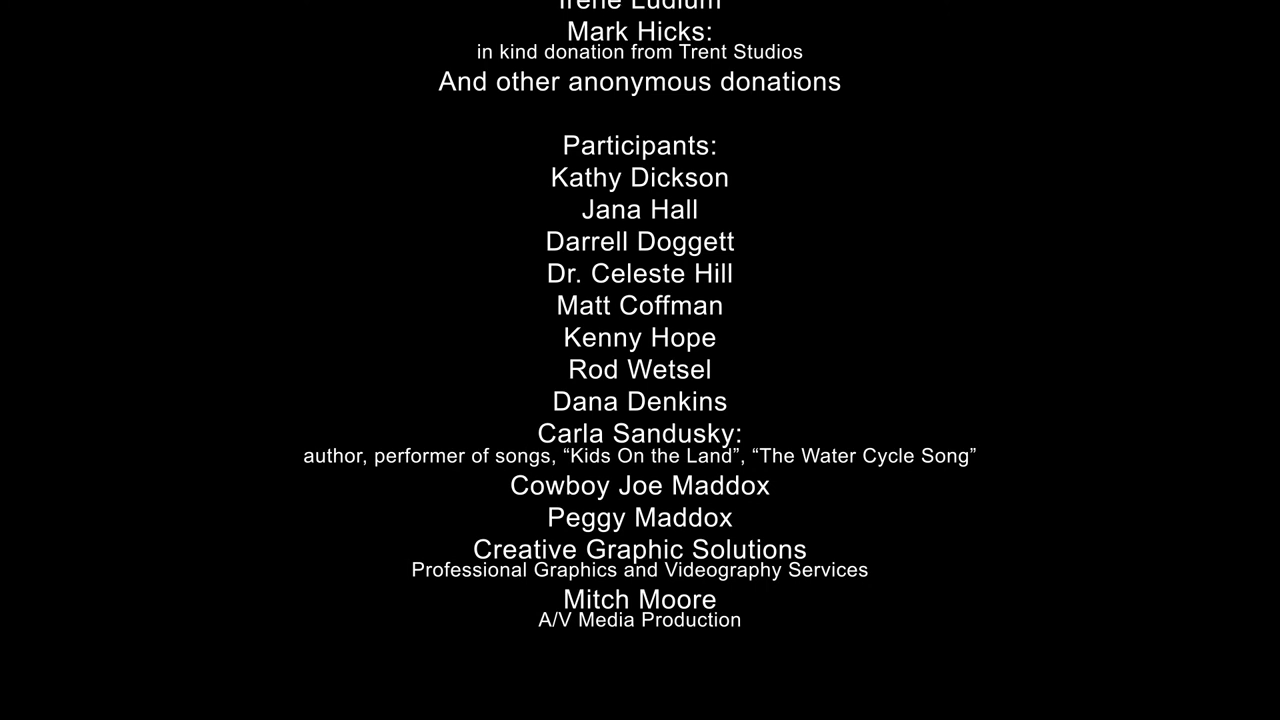 Irene Ludlum
Mark Hicks:
in kind donation from Trent Studios
And other anonymous donations
Participants:
Kathy Dickson
Jana Hall
Darrell Doggett
Dr. Celeste Hill
Matt Coffman
Kenny Hope
Rod Wetsel
Dana Denkins
Carla Sandusky:
author, performer of songs, “Kids On the Land”, “The Water Cycle Song”
Cowboy Joe Maddox
Peggy Maddox
Creative Graphic Solutions
Professional Graphics and Videography Services
Mitch Moore
A/V Media Production